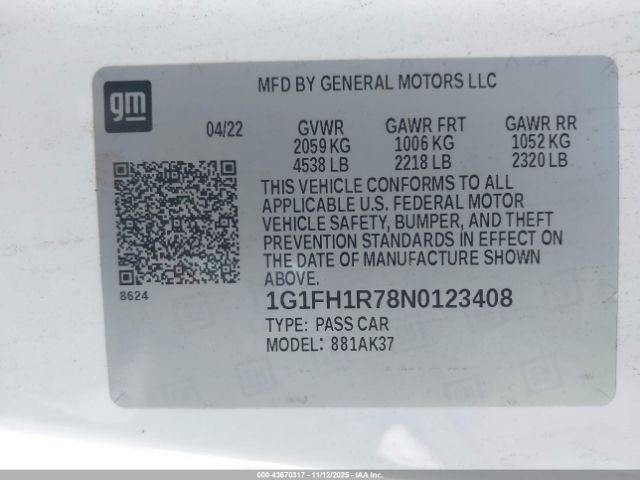 gm
MFD BY GENERAL MOTORS LLC
04/22 GVWR GAWR FRT GAWR RR
2059 KG 1006 KG 1052 KG
4538 LB 2218 LB 2320 LB
THIS VEHICLE CONFORMS TO ALL
APPLICABLE U.S. FEDERAL MOTOR
VEHICLE SAFETY, BUMPER, AND THEFT
PREVENTION STANDARDS IN EFFECT ON
THE DATE OF MANUFACTURE SHOWN
ABOVE.
8624
1G1FH1R78N0123408
TYPE: PASS CAR
MODEL: 881AK37
000-43670317 - 11/12/2025 - IAA Inc.